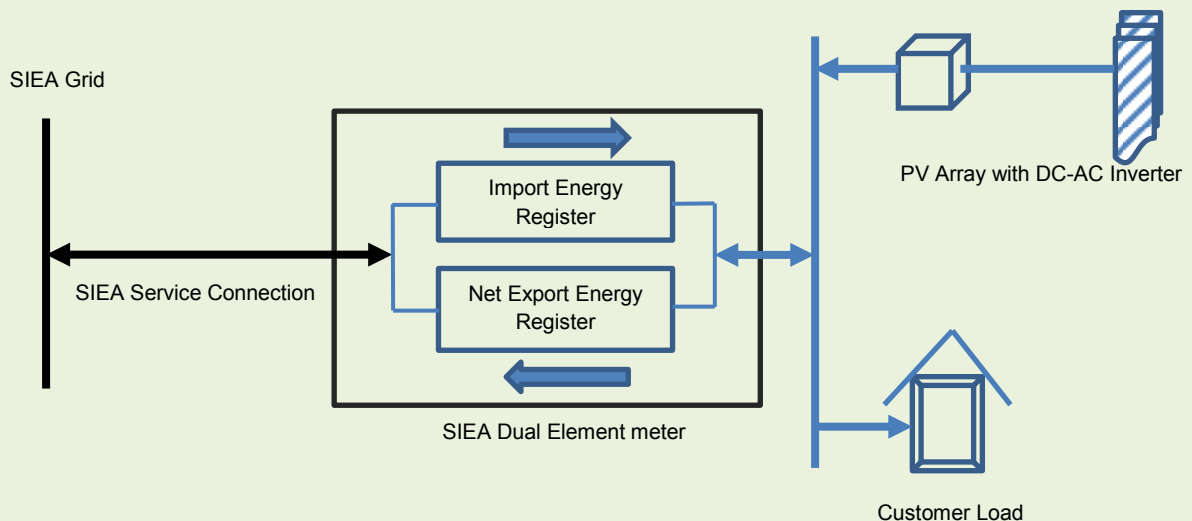 SIEA Grid
SIEA Service Connection
Import Energy
Register
Net Export Energy
Register
SIEA Dual Element meter
PV Array with DC-AC Inverter
Customer Load